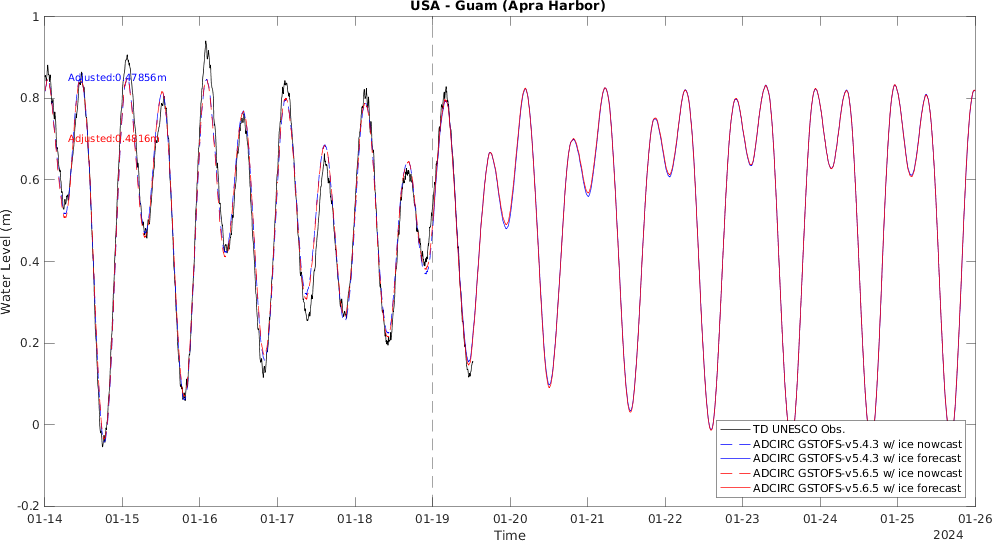 USA - Guam (Apra Harbor)
1
0.8
0.6
0.4
0.2
0
-0.2
Water Level (m)
Adjusted:0.47856m
Adjusted:0.4816m
TD UNESCO Obs.
ADCIRC GSTOFS-v5.4.3 w/ ice nowcast
ADCIRC GSTOFS-v5.4.3 w/ ice forecast
ADCIRC GSTOFS-v5.6.5 w/ ice nowcast
ADCIRC GSTOFS-v5.6.5 w/ ice forecast
01-14 01-15 01-16 01-17 01-18 01-19 01-20 01-21 01-22 01-23 01-24 01-25 01-26
Time
2024